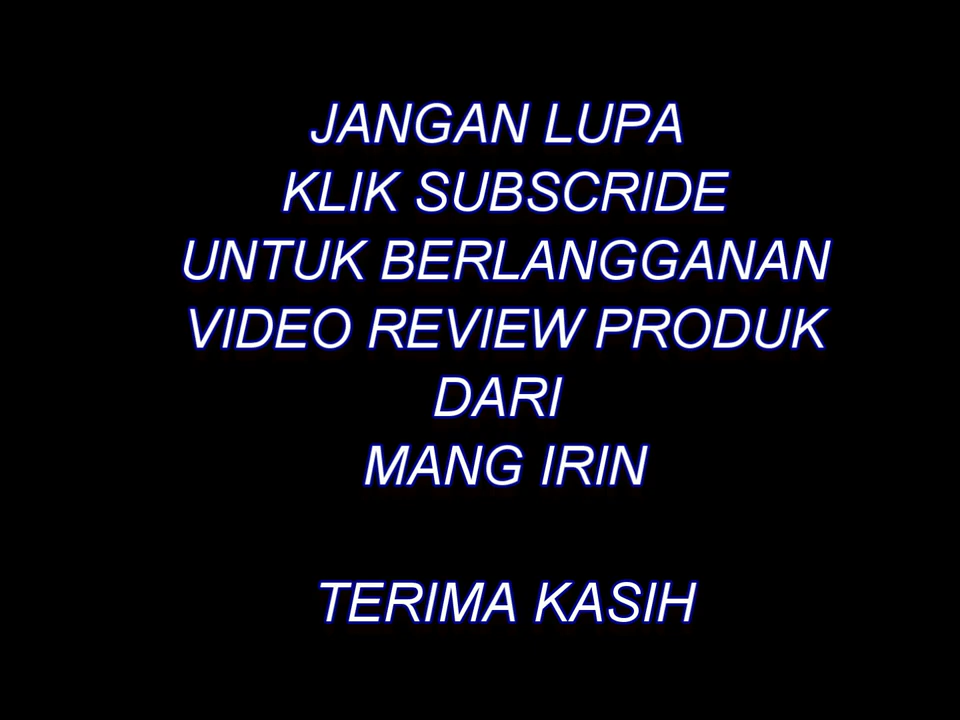 JANGAN LUPA
KLIK SUBSCRIDE
UNTUK BERLANGGANAN
VIDEO REVIEW PRODUK
DARI
MANG IRIN
TERIMA KASIH